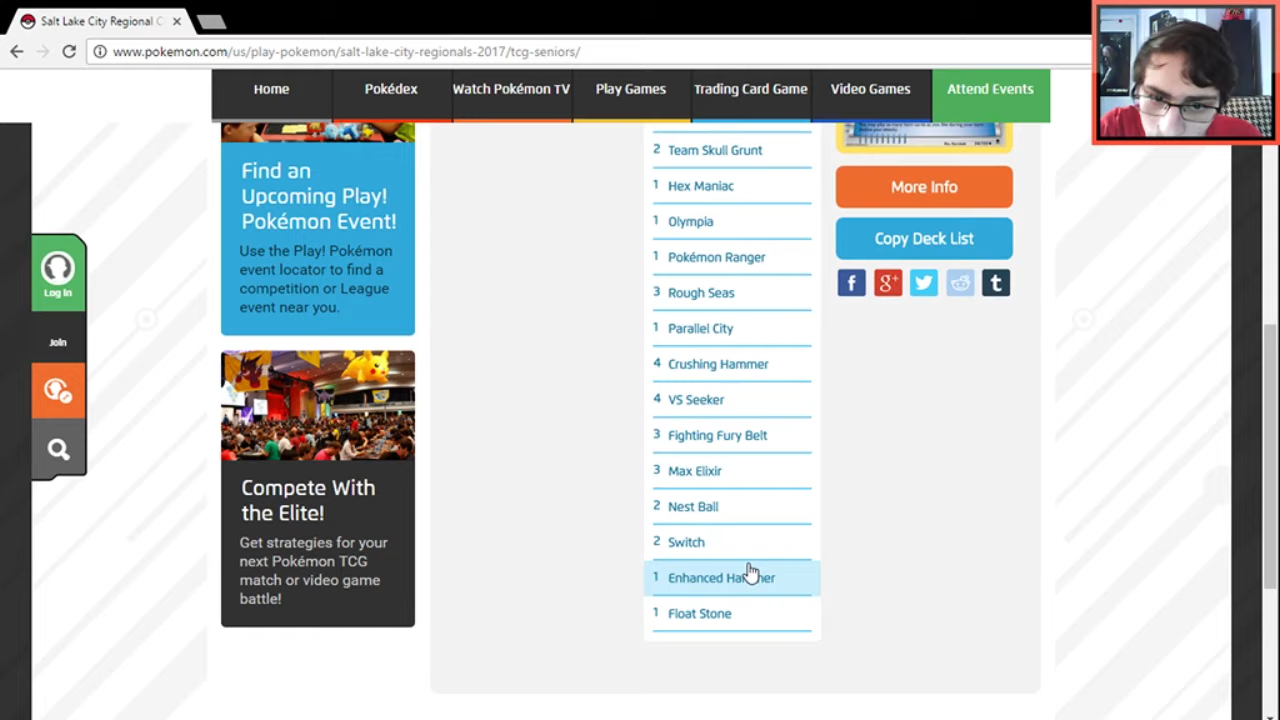 Salt Lake City Regional C
www.pokemon.com/us/play-pokemon/salt-lake-city-regionals-2017/tcg-seniors/
Home
Pokédex
Watch Pokémon TV
Play Games
Trading Card Game
Video Games
Attend Events
Find an
Upcoming Play!
Pokémon Event!
Use the Play! Pokémon
event locator to find a
competition or League
event near you.
Log In
Join
Compete With
the Elite!
Get strategies for your
next Pokémon TCG
match or video game
battle!
2 Team Skull Grunt
1 Hex Maniac
1 Olympia
1 Pokémon Ranger
3 Rough Seas
1 Parallel City
4 Crushing Hammer
4 VS Seeker
3 Fighting Fury Belt
3 Max Elixir
2 Nest Ball
2 Switch
1 Enhanced Hammer
1 Float Stone
More Info
Copy Deck List